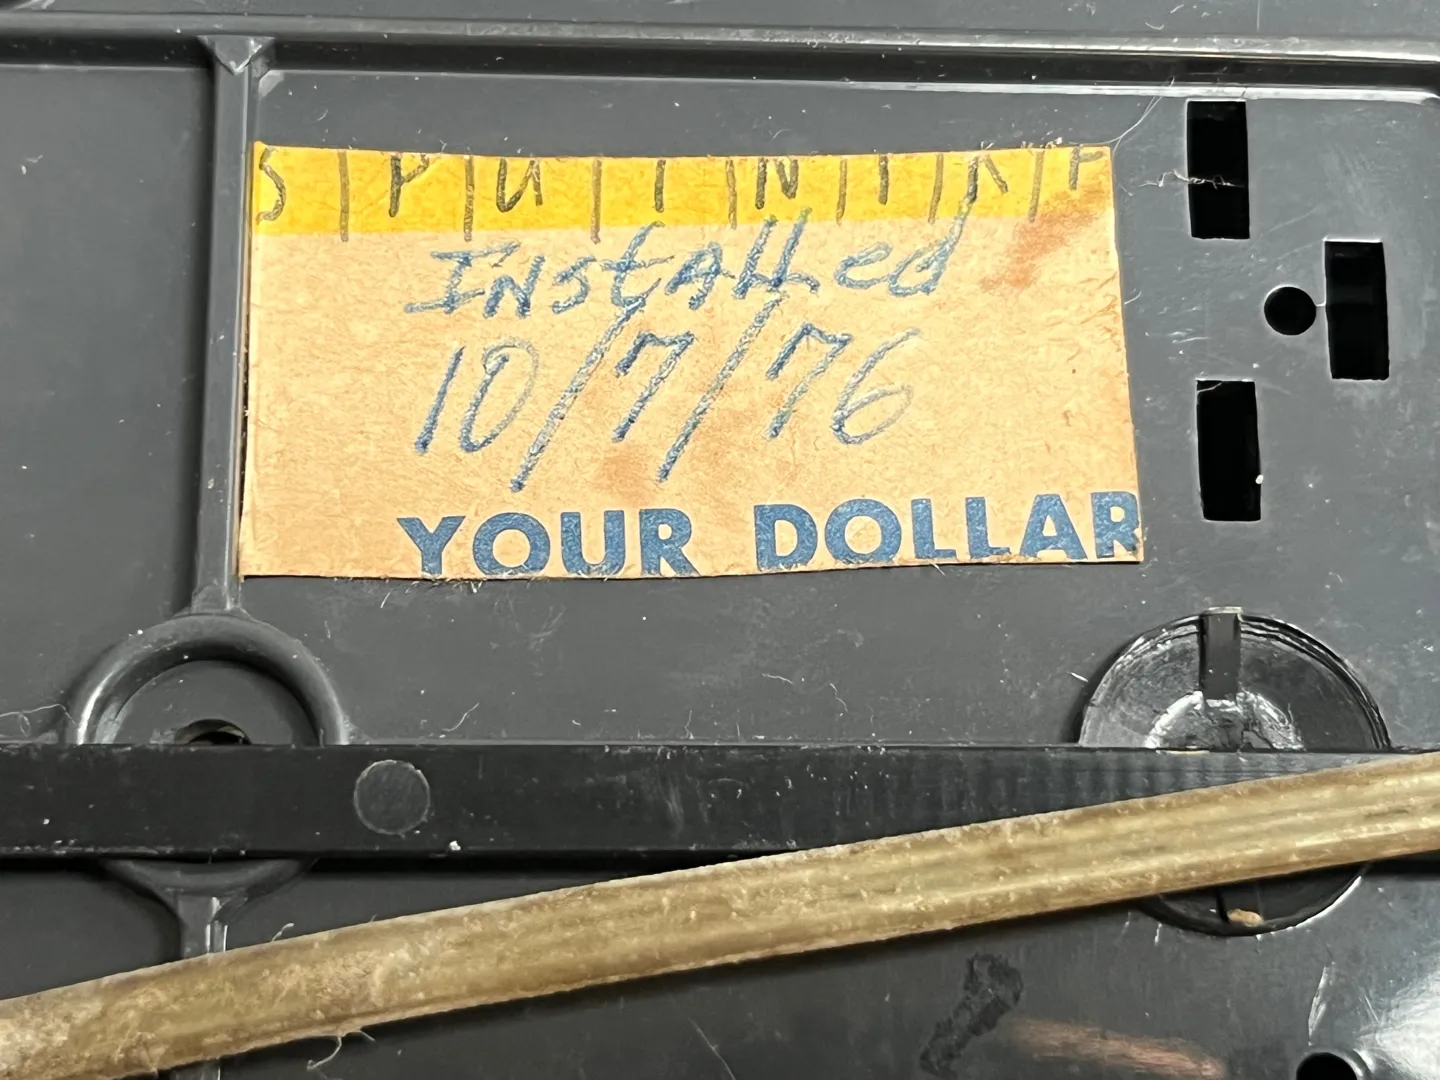 S|P|U|T|N|I|K|P
Installed
10/7/76
YOUR DOLLAR